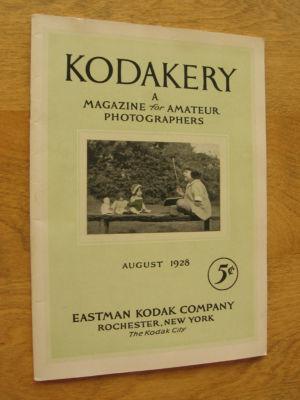 KODAKERY
A
MAGAZINE for AMATEUR
PHOTOGRAPHERS
AUGUST 1928
5¢
EASTMAN KODAK COMPANY
ROCHESTER, NEW YORK
The Kodak City